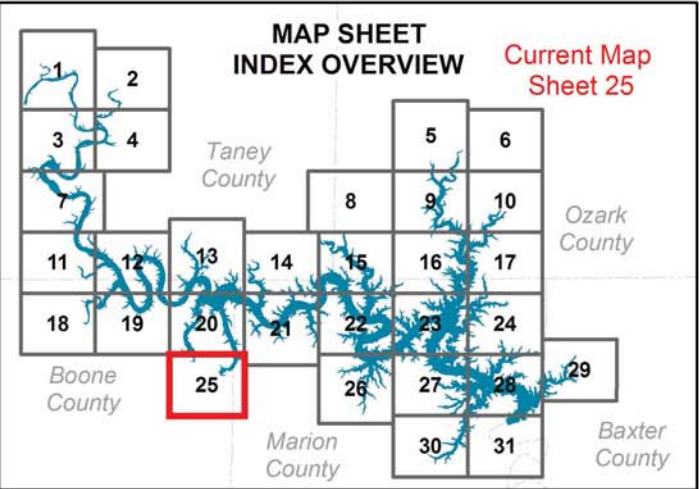 MAP SHEET
INDEX OVERVIEW
Current Map
Sheet 25
1
2
3
4
5
6
Taney
County
7
8
9
10
Ozark
County
11
12
13
14
15
16
17
18
19
20
21
22
23
24
Boone
County
25
26
27
28
29
Marion
County
30
31
Baxter
County